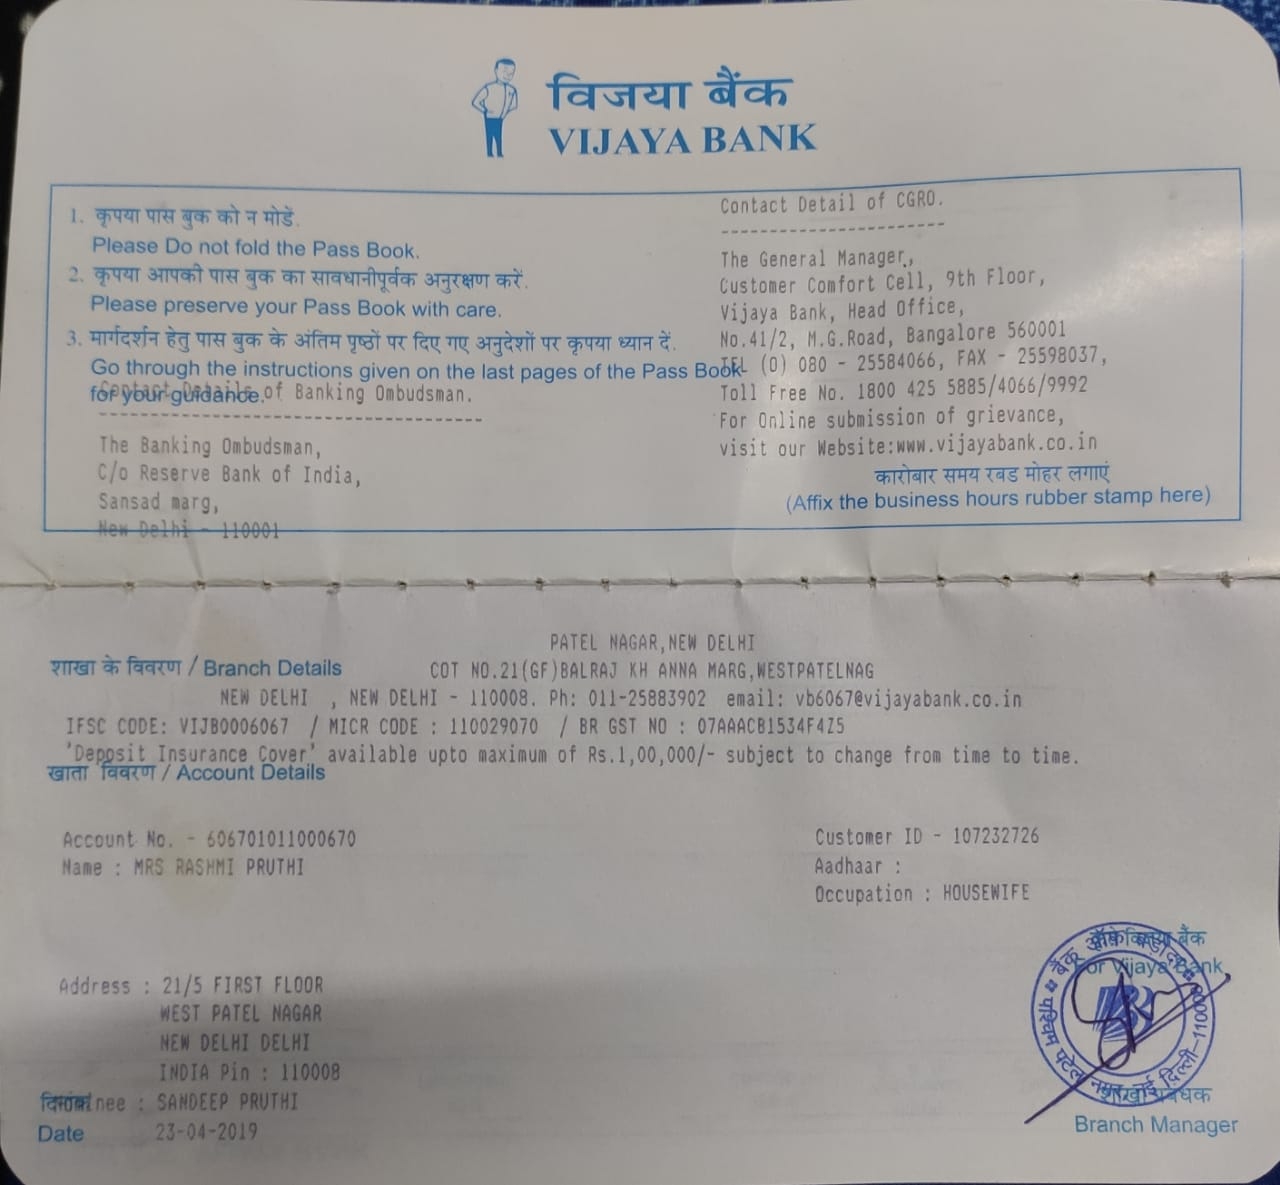 विजया बैंक
VIJAYA BANK
1. कृपया पास बुक को न मोडें.
Please Do not fold the Pass Book.
2. कृपया आपकी पास बुक का सावधानीपूर्वक अनुरक्षण करें.
Please preserve your Pass Book with care.
3. मार्गदर्शन हेतु पास बुक के अंतिम पृष्ठों पर दिए गए अनुदेशों पर कृपया ध्यान दें.
Go through the instructions given on the last pages of the Pass Book
for your guidance.
Contact Details of Banking Ombudsman.
The Banking Ombudsman,
C/o Reserve Bank of India,
Sansad marg,
New Delhi - 110001
Contact Detail of CGRO.
The General Manager,
Customer Comfort Cell, 9th Floor,
Vijaya Bank, Head Office,
No.41/2, M.G.Road, Bangalore 560001
TEL (O) 080 - 25584066, FAX - 25598037,
Toll Free No. 1800 425 5885/4066/9992
For Online submission of grievance,
visit our Website:www.vijayabank.co.in
कारोबार समय रबड मोहर लगाएं
(Affix the business hours rubber stamp here)
PATEL NAGAR,NEW DELHI
शाखा के विवरण / Branch Details COT NO.21(GF)BALRAJ KH ANNA MARG,WESTPATELNAG
NEW DELHI , NEW DELHI - 110008. Ph: 011-25883902 email: vb6067@vijayabank.co.in
IFSC CODE: VIJB0006067 / MICR CODE : 110029070 / BR GST NO : 07AAACB1534F4Z5
'Deposit Insurance Cover' available upto maximum of Rs.1,00,000/- subject to change from time to time.
खाता विवरण / Account Details
Account No. - 606701011000670
Name : MRS RASHMI PRUTHI
Customer ID - 107232726
Aadhaar :
Occupation : HOUSEWIFE
Address : 21/5 FIRST FLOOR
WEST PATEL NAGAR
NEW DELHI DELHI
INDIA Pin : 110008
दिनांक nee : SANDEEP PRUTHI
Date 23-04-2019
कृते विजया बैंक
For Vijaya Bank
बैंक ऑफ बड़ौदा
पश्चिम पटेल नगर, नई दिल्ली-110008
शाखा प्रबंधक
Branch Manager